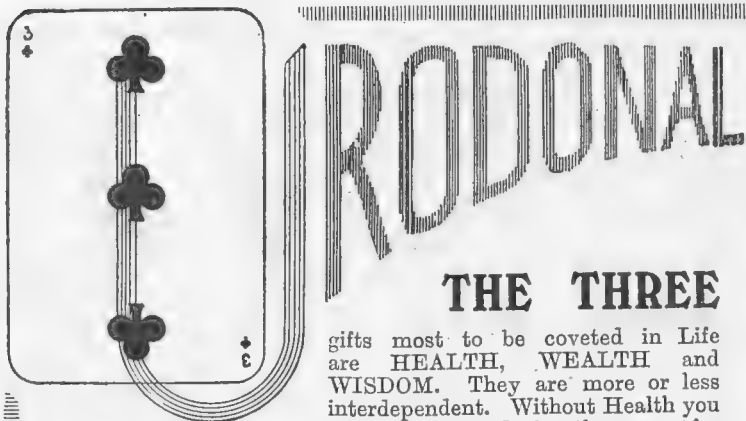 3
URODONAL
THE THREE
gifts most to be coveted in Life
are HEALTH, WEALTH and
WISDOM. They are more or less
interdependent. Without Health you
3